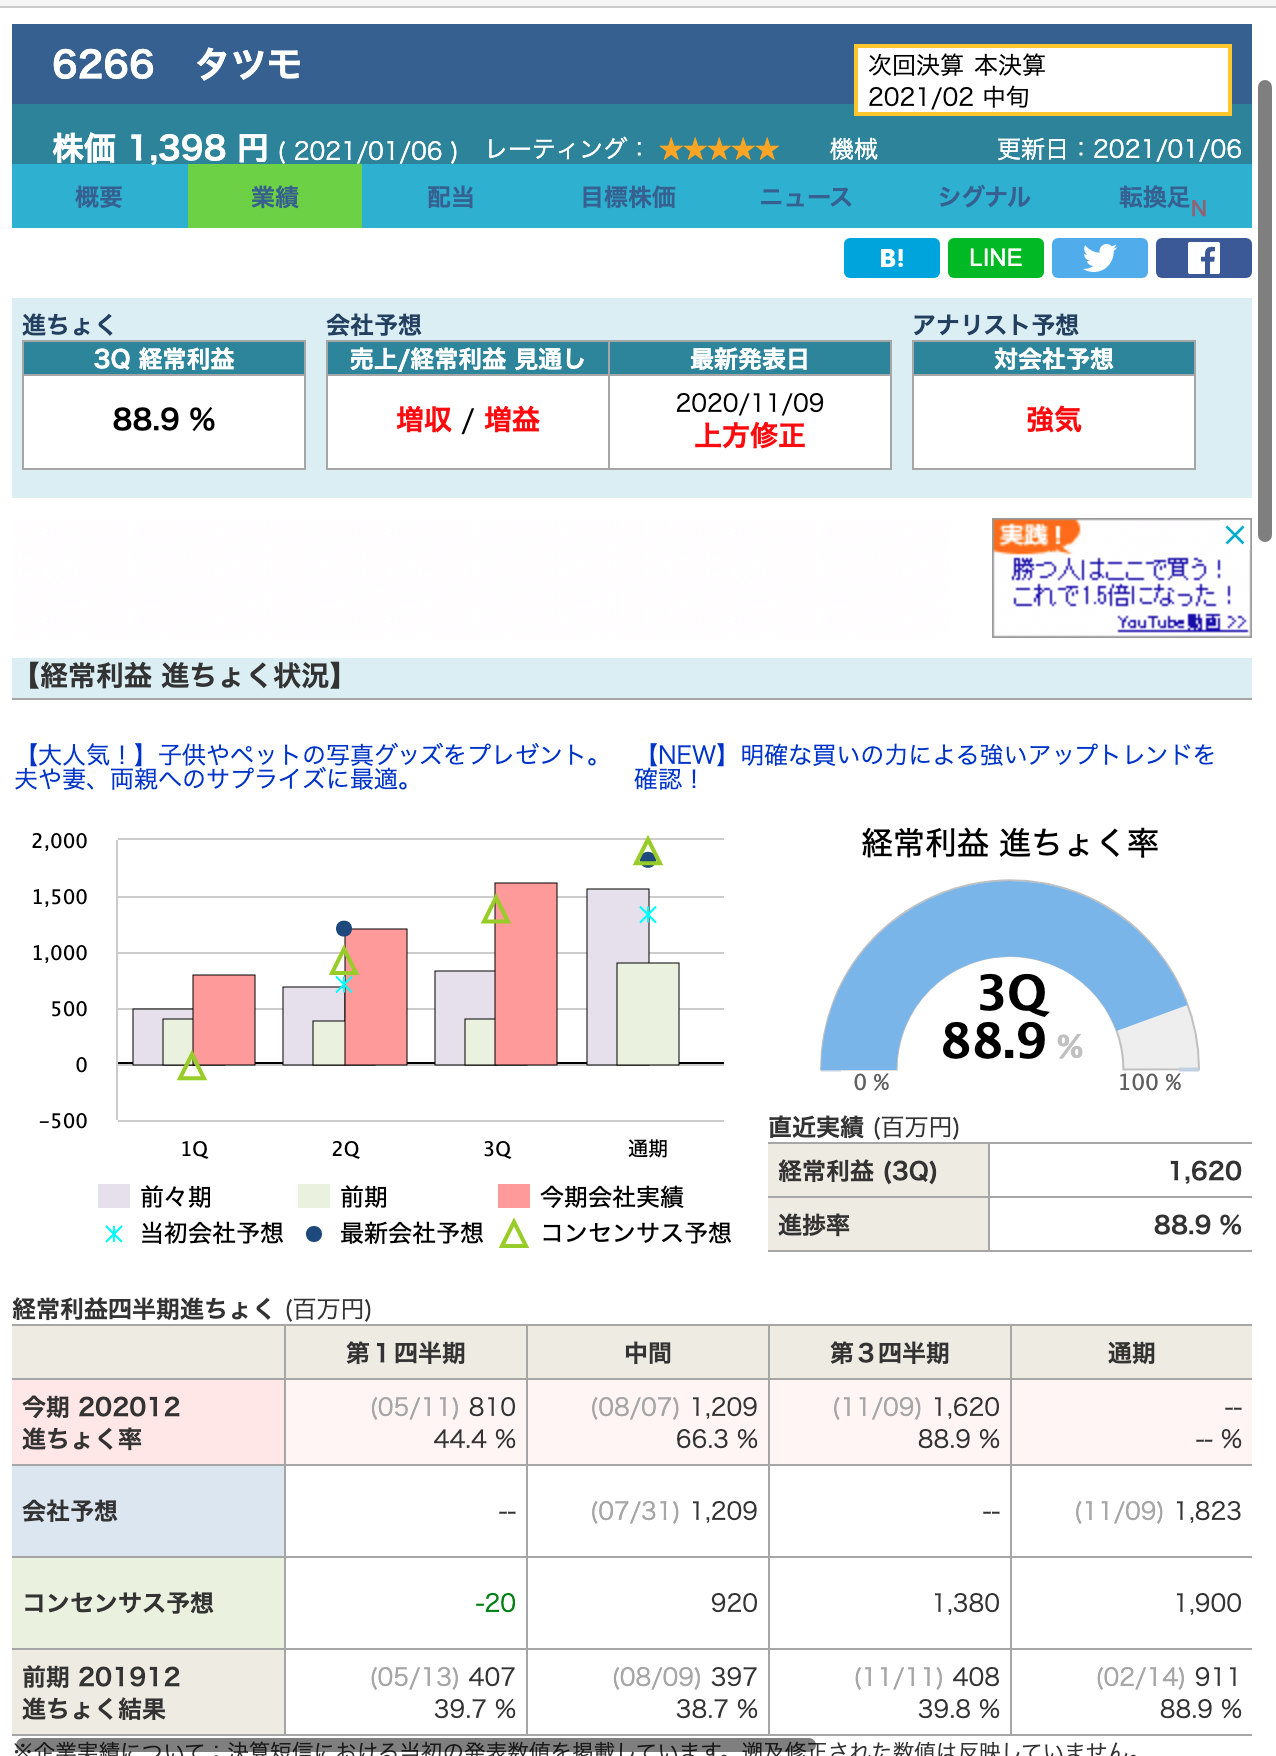 6266 タツモ
次回決算 本決算
2021/02 中旬
株価 1,398 円 ( 2021/01/06 ) レーティング： ★★★★★ 機械 更新日：2021/01/06
概要 業績 配当 目標株価 ニュース シグナル 転換足N
B! LINE
進ちょく 会社予想 アナリスト予想
3Q 経常利益 売上/経常利益 見通し 最新発表日 対会社予想
88.9 % 増収 / 増益 2020/11/09 強気
上方修正
実践！
勝つ人はここで買う！
これで1.5倍になった！
YouTube動画 >>
【経常利益 進ちょく状況】
【大人気！】子供やペットの写真グッズをプレゼント。
夫や妻、両親へのサプライズに最適。
【NEW】明確な買いの力による強いアップトレンドを
確認！
2,000
1,500
1,000
500
0
−500
1Q 2Q 3Q 通期
前々期 前期 今期会社実績
当初会社予想 最新会社予想 コンセンサス予想
経常利益 進ちょく率
3Q
88.9 %
0 % 100 %
直近実績 (百万円)
経常利益 (3Q) 1,620
進捗率 88.9 %
経常利益四半期進ちょく (百万円)
第１四半期 中間 第３四半期 通期
今期 202012 (05/11) 810 (08/07) 1,209 (11/09) 1,620 --
進ちょく率 44.4 % 66.3 % 88.9 % -- %
会社予想 -- (07/31) 1,209 -- (11/09) 1,823
コンセンサス予想 -20 920 1,380 1,900
前期 201912 (05/13) 407 (08/09) 397 (11/11) 408 (02/14) 911
進ちょく結果 39.7 % 38.7 % 39.8 % 88.9 %
※企業実績について：決算短信における当初の発表数値を掲載しています。遡及修正された数値は反映していません。